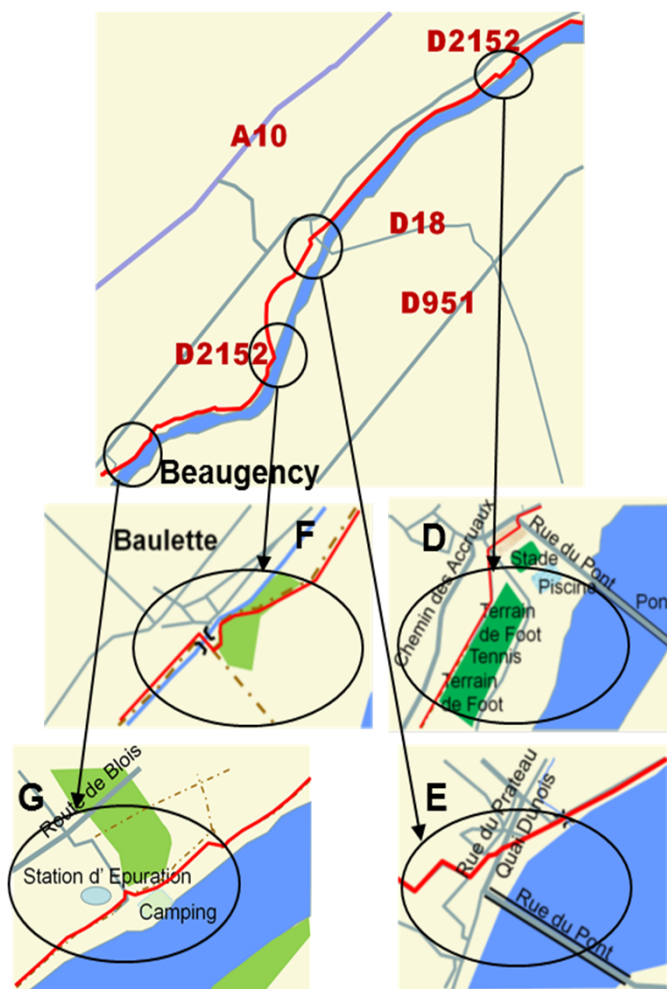 D2152
A10
D18
D951
D2152
Beaugency
Baulette
F
D
Chemin des Accruaux
Rue du Pont
Stade
Piscine
Pon
Terrain
de Foot
Tennis
Terrain
de Foot
G
Route de Blois
Station d' Epuration
Camping
E
Rue du Prateau
Quai Dunois
Rue du Pont